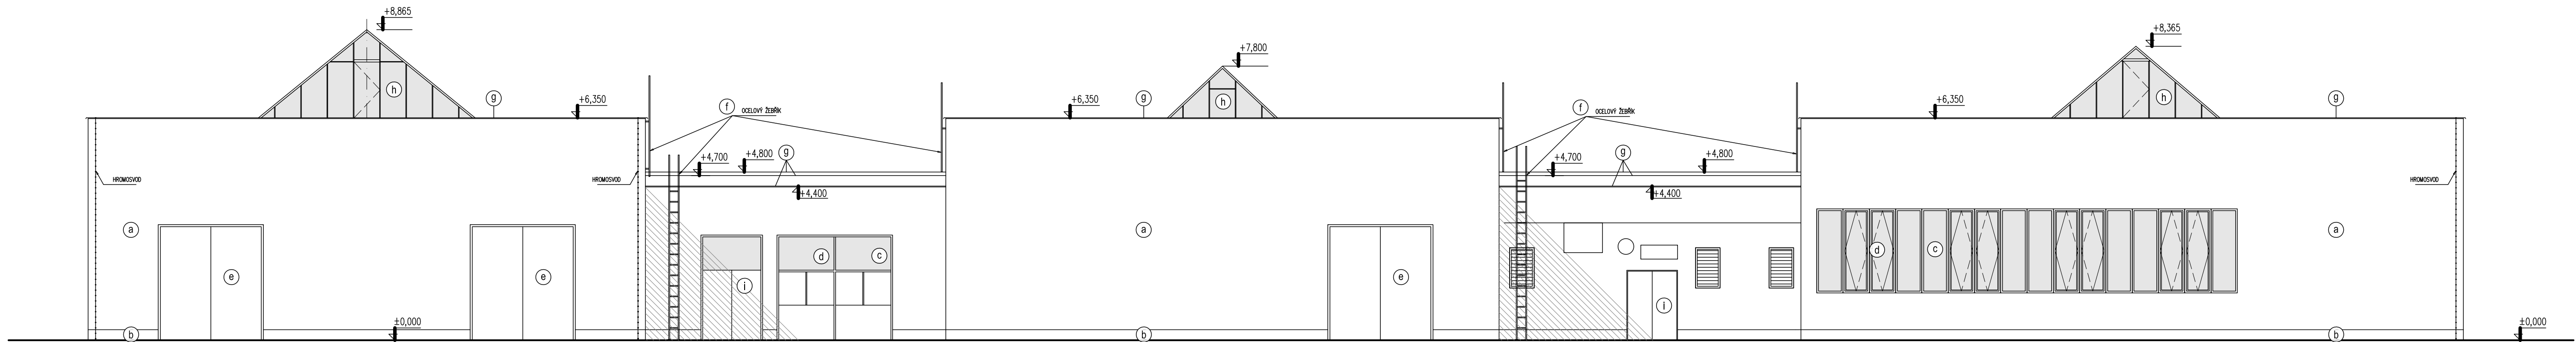 +8,865
+8,365
+7,800
h
g
+6,350
f
OCELOVÝ ŽEBŘÍK
g
+6,350
h
f
OCELOVÝ ŽEBŘÍK
+6,350
h
g
HROMOSVOD
HROMOSVOD
+4,700
+4,800
g
+4,400
+4,700
g
+4,800
+4,400
HROMOSVOD
a
a
a
e
e
i
d
c
e
i
d
c
b
±0,000
b
b
±0,000